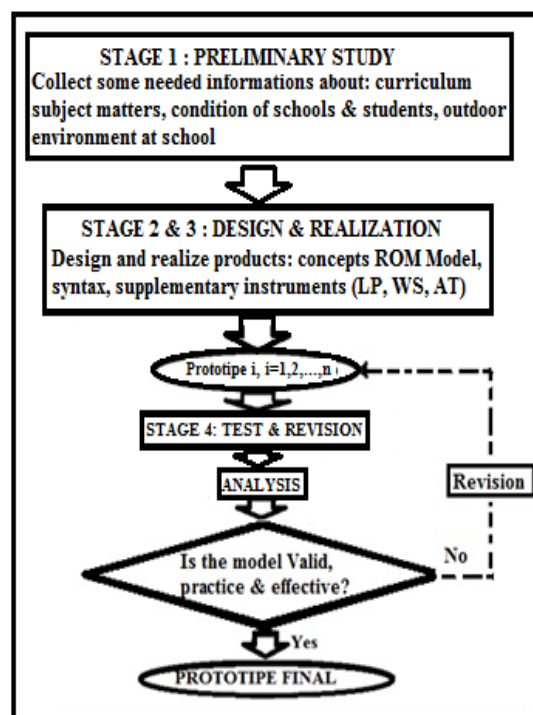 STAGE 1 : PRELIMINARY STUDY
Collect some needed informations about: curriculum
subject matters, condition of schools & students, outdoor
environment at school
STAGE 2 & 3 : DESIGN & REALIZATION
Design and realize products: concepts ROM Model,
syntax, supplementary instruments (LP, WS, AT)
Prototipe i, i=1,2,...,n
STAGE 4: TEST & REVISION
ANALYSIS
Revision
Is the model Valid,
practice & effective?
No
Yes
PROTOTIPE FINAL